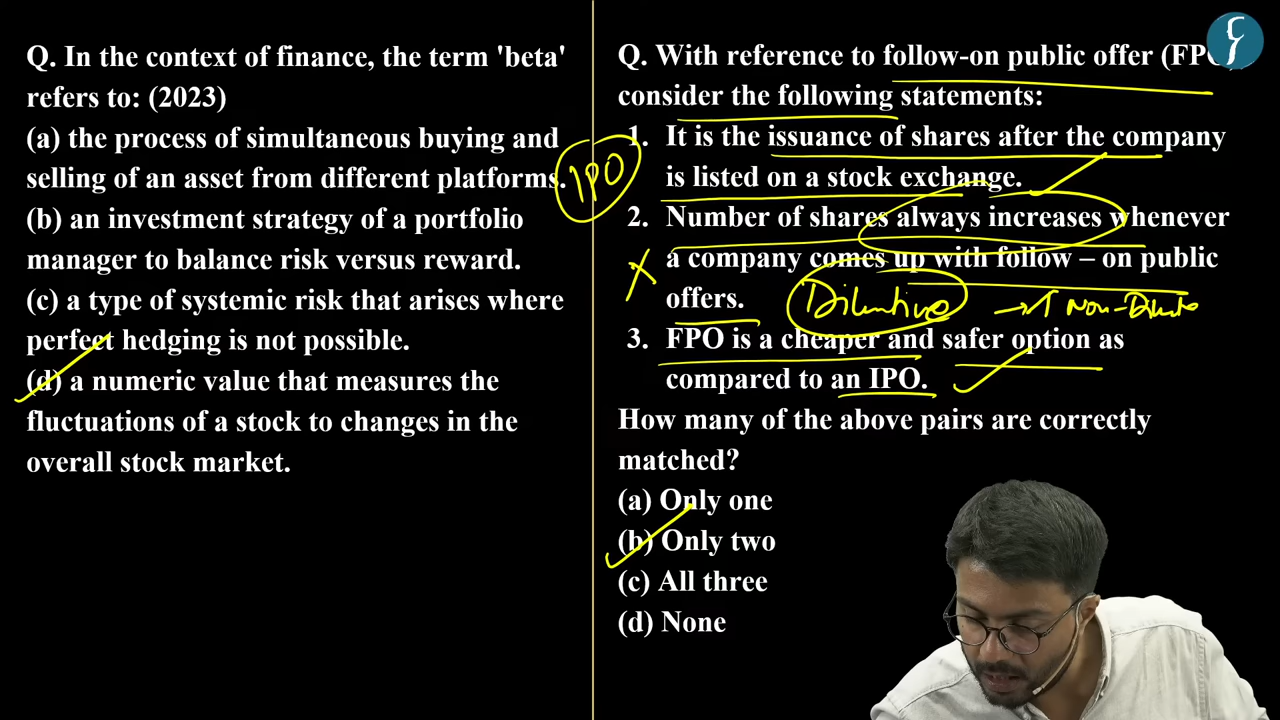 Q. In the context of finance, the term 'beta'
refers to: (2023)
(a) the process of simultaneous buying and
selling of an asset from different platforms.
(b) an investment strategy of a portfolio
manager to balance risk versus reward.
(c) a type of systemic risk that arises where
perfect hedging is not possible.
(d) a numeric value that measures the
fluctuations of a stock to changes in the
overall stock market.
IPO
Q. With reference to follow-on public offer (FPO)
consider the following statements:
1. It is the issuance of shares after the company
is listed on a stock exchange.
2. Number of shares always increases whenever
a company comes up with follow – on public
offers.
Dilutive → Non-Dilute
3. FPO is a cheaper and safer option as
compared to an IPO.
How many of the above pairs are correctly
matched?
(a) Only one
(b) Only two
(c) All three
(d) None